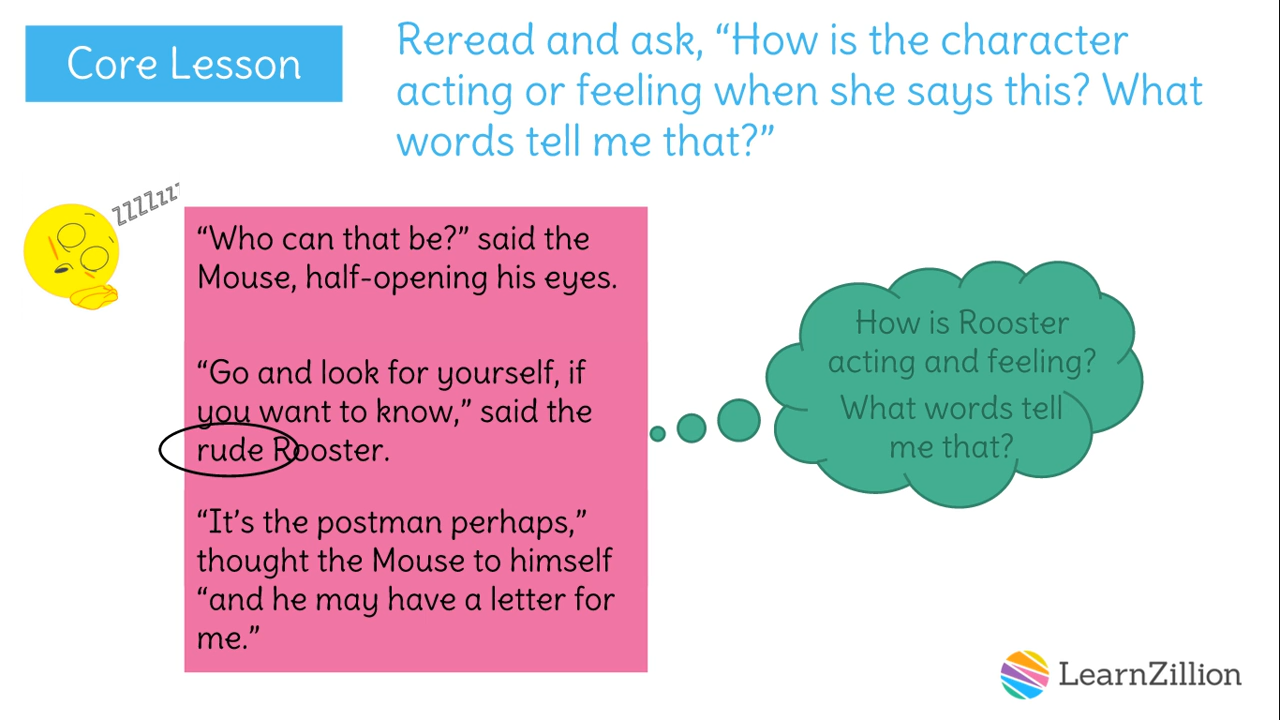 Core Lesson
Reread and ask, “How is the character
acting or feeling when she says this? What
words tell me that?”
ZZZZzzz
“Who can that be?” said the
Mouse, half-opening his eyes.
“Go and look for yourself, if
you want to know,” said the
rude Rooster.
“It’s the postman perhaps,”
thought the Mouse to himself
“and he may have a letter for
me.”
How is Rooster
acting and feeling?
What words tell
me that?
LearnZillion